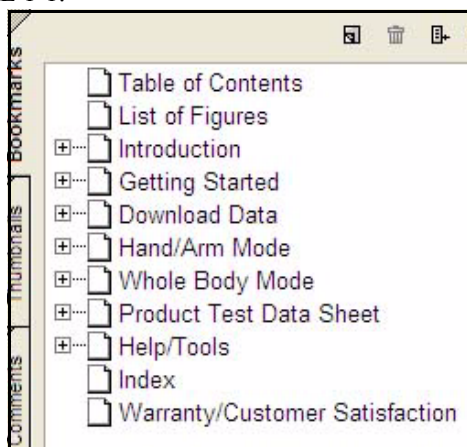 Bookmarks
Thumbnails
Comments
Table of Contents
List of Figures
Introduction
Getting Started
Download Data
Hand/Arm Mode
Whole Body Mode
Product Test Data Sheet
Help/Tools
Index
Warranty/Customer Satisfaction